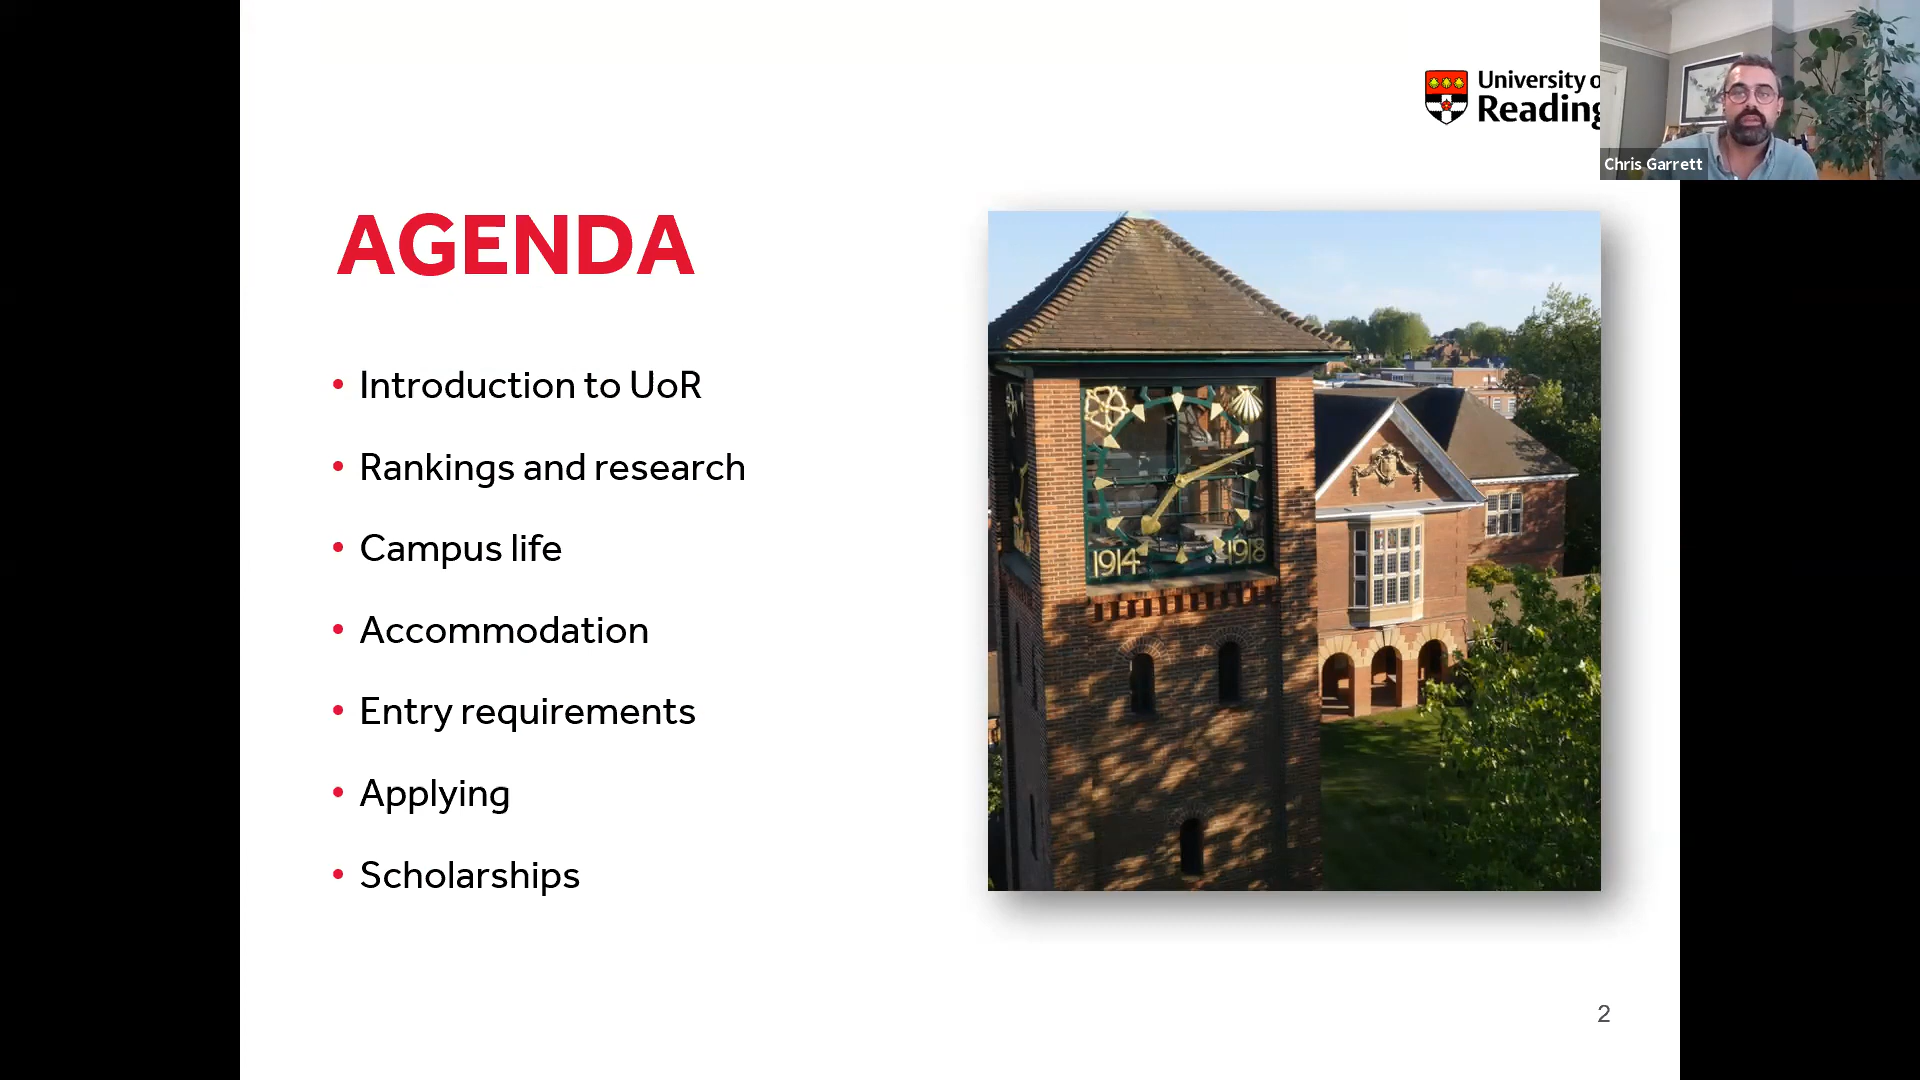 University o
Reading
Chris Garrett
AGENDA
• Introduction to UoR
• Rankings and research
• Campus life
• Accommodation
• Entry requirements
• Applying
• Scholarships
1914
1918
2